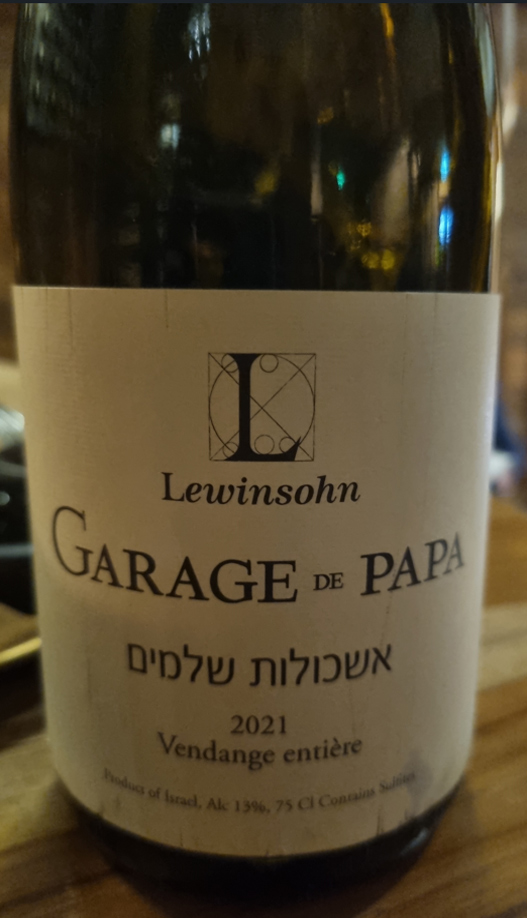 L
Lewinsohn
GARAGE DE PAPA
אשכולות שלמים
2021
Vendange entière
Product of Israel, Alc 13%, 75 Cl Contains Sulfites